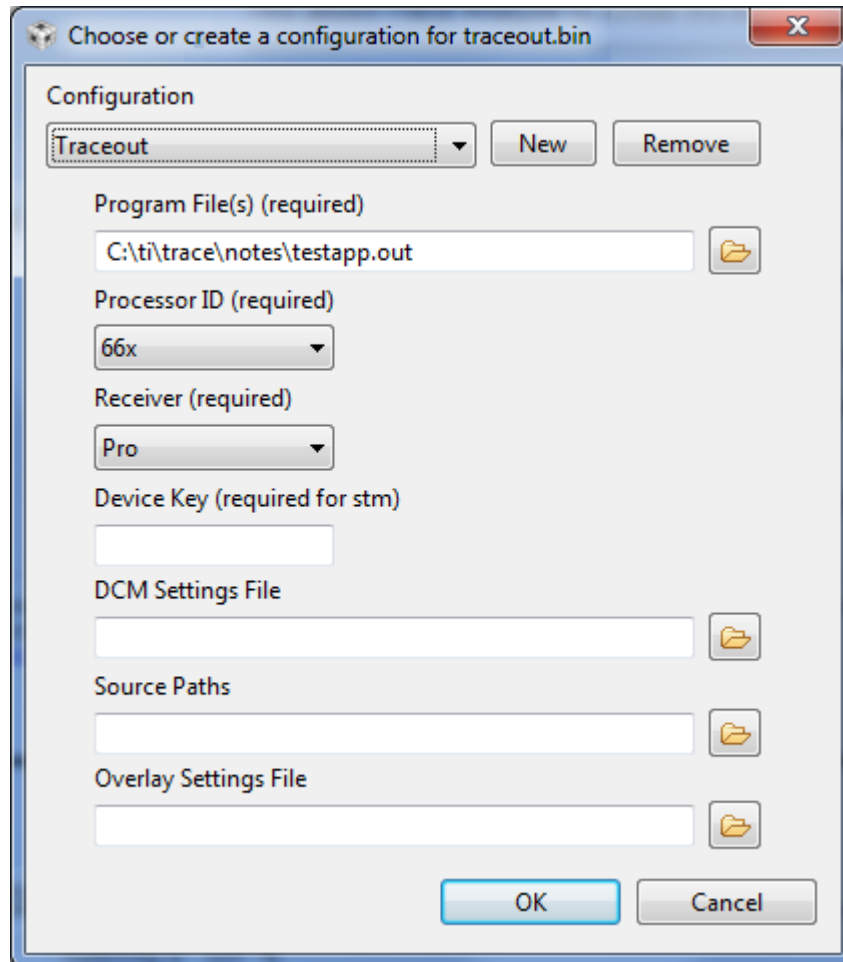 Choose or create a configuration for traceout.bin
Configuration
Traceout New Remove
Program File(s) (required)
C:\ti\trace\notes\testapp.out
Processor ID (required)
66x
Receiver (required)
Pro
Device Key (required for stm)
DCM Settings File
Source Paths
Overlay Settings File
OK Cancel